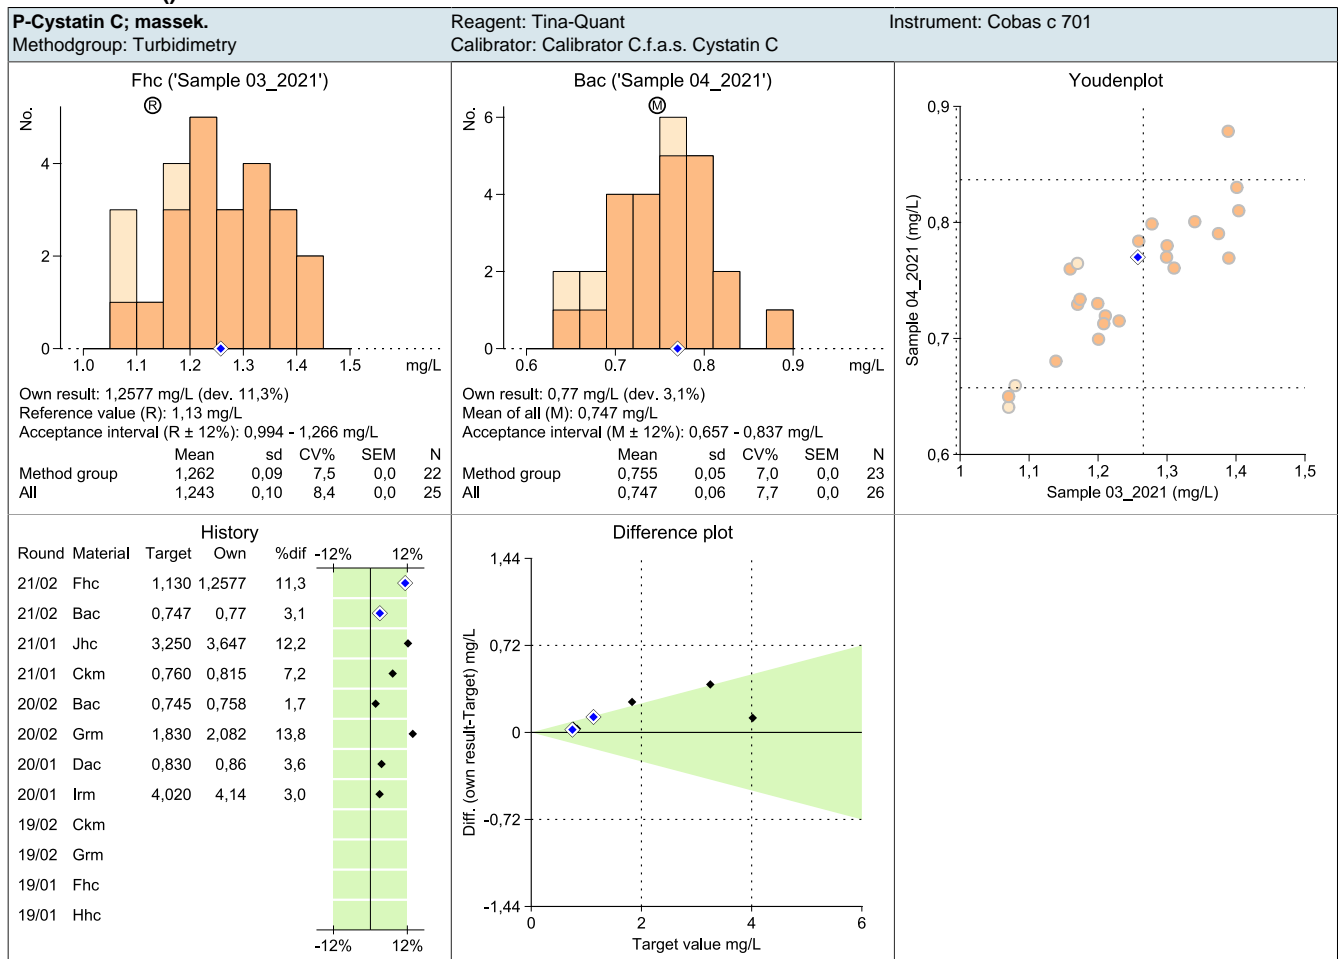 P-Cystatin C; massek.
Methodgroup: Turbidimetry
Reagent: Tina-Quant
Calibrator: Calibrator C.f.a.s. Cystatin C
Instrument: Cobas c 701
Fhc ('Sample 03_2021')
R
No.
4
2
0
1.0 1.1 1.2 1.3 1.4 1.5 mg/L
Own result: 1,2577 mg/L (dev. 11,3%)
Reference value (R): 1,13 mg/L
Acceptance interval (R ± 12%): 0,994 - 1,266 mg/L
Mean sd CV% SEM N
Method group 1,262 0,09 7,5 0,0 22
All 1,243 0,10 8,4 0,0 25
Bac ('Sample 04_2021')
M
No.
6
4
2
0
0.6 0.7 0.8 0.9 mg/L
Own result: 0,77 mg/L (dev. 3,1%)
Mean of all (M): 0,747 mg/L
Acceptance interval (M ± 12%): 0,657 - 0,837 mg/L
Mean sd CV% SEM N
Method group 0,755 0,05 7,0 0,0 23
All 0,747 0,06 7,7 0,0 26
Youdenplot
Sample 04_2021 (mg/L)
0,9
0,8
0,7
0,6
1 1,1 1,2 1,3 1,4 1,5
Sample 03_2021 (mg/L)
History
Round Material Target Own %dif -12% 12%
21/02 Fhc 1,130 1,2577 11,3
21/02 Bac 0,747 0,77 3,1
21/01 Jhc 3,250 3,647 12,2
21/01 Ckm 0,760 0,815 7,2
20/02 Bac 0,745 0,758 1,7
20/02 Grm 1,830 2,082 13,8
20/01 Dac 0,830 0,86 3,6
20/01 Irm 4,020 4,14 3,0
19/02 Ckm
19/02 Grm
19/01 Fhc
19/01 Hhc
-12% 12%
Difference plot
Diff. (own result-Target) mg/L
1,44
0,72
0
-0,72
-1,44
0 2 4 6
Target value mg/L